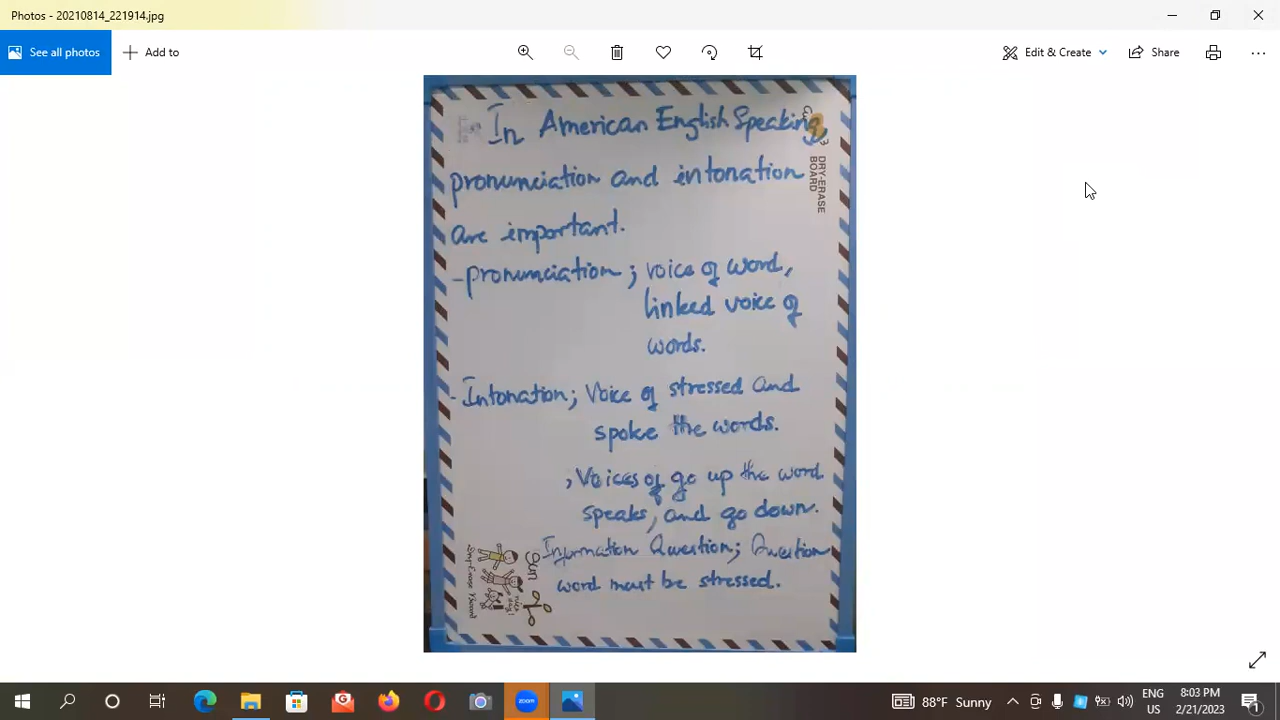 Photos - 20210814_221914.jpg
See all photos
Add to
Edit & Create
Share
In American English Speaking,
pronunciation and intonation
are important.
-pronunciation ; voice of word,
linked voice of
words.
- Intonation; Voice of stressed and
spoke the words.
; Voices of go up the word
speaks, and go down.
Information Question; Question
word must be stressed.
DRY-ERASE
BOARD
zoom
88°F Sunny
ENG
US
8:03 PM
2/21/2023